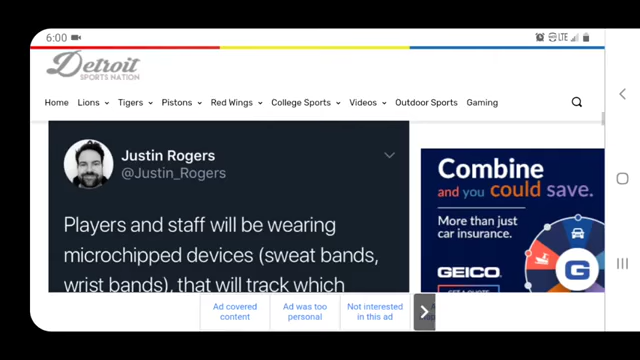 6:00
LTE
Detroit
SPORTS NATION
Home Lions Tigers Pistons Red Wings College Sports Videos Outdoor Sports Gaming
Justin Rogers
@Justin_Rogers
Players and staff will be wearing
microchipped devices (sweat bands,
wrist bands), that will track which
Combine
and you could save.
More than just
car insurance.
GEICO
GET A QUOTE
G
Ad covered
content
Ad was too
personal
Not interested
in this ad